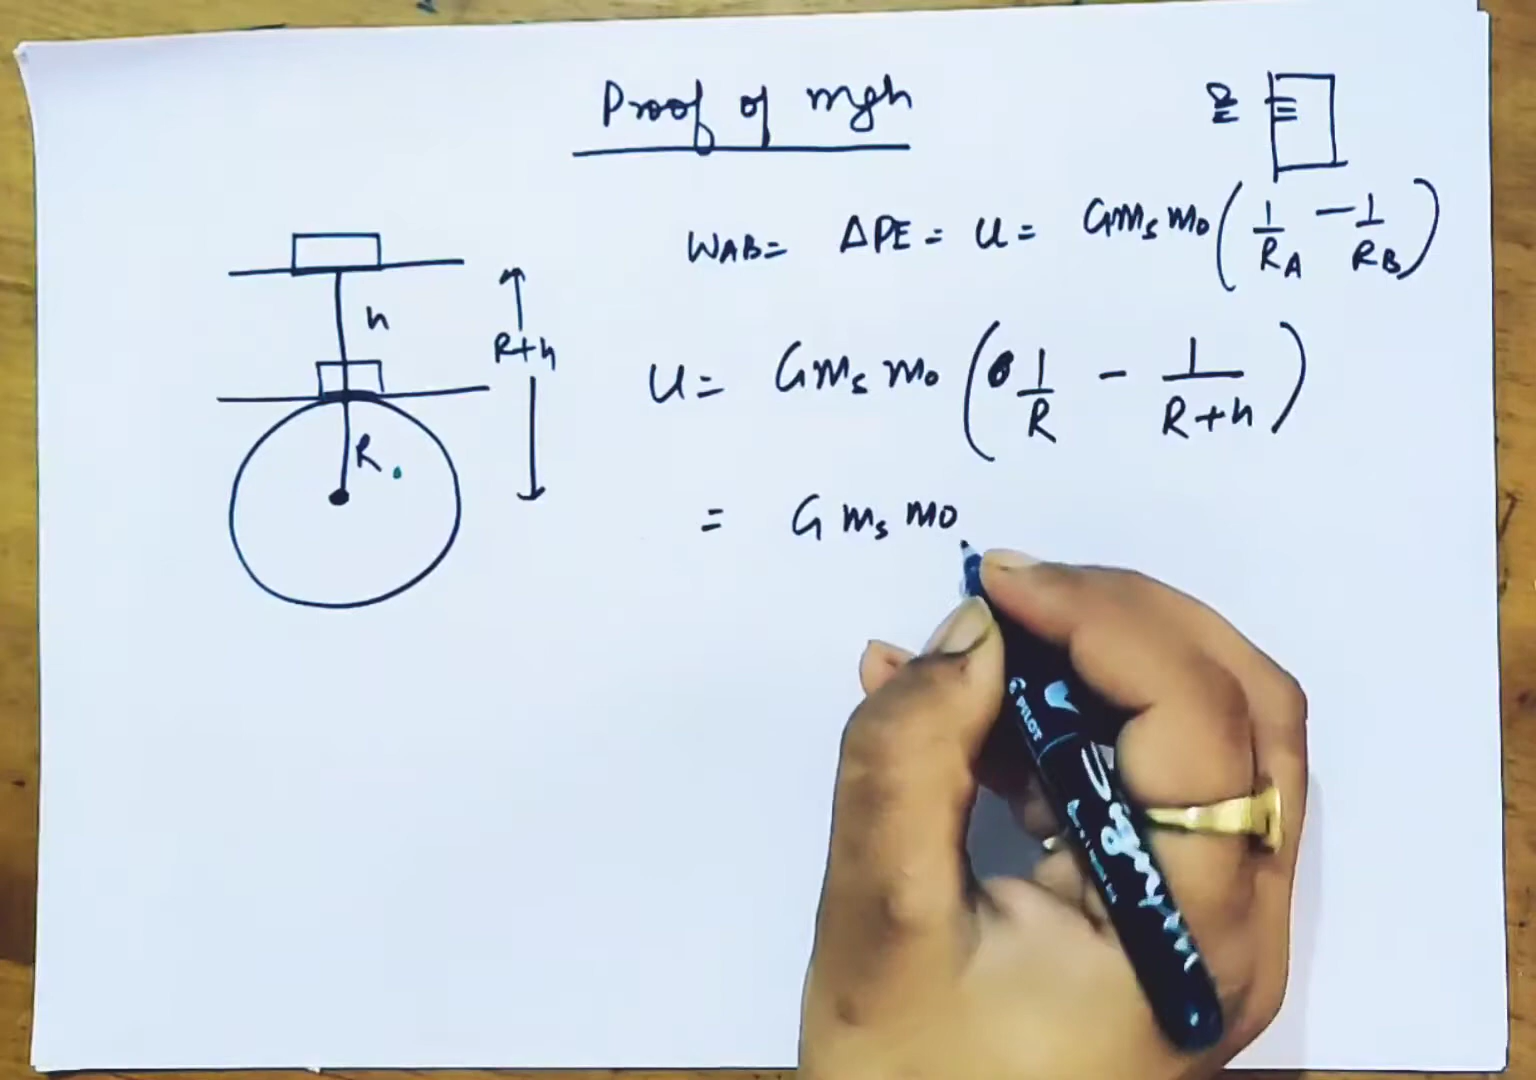 Proof of mgh
WAB = ΔPE = U = Gms mo (1/RA - 1/RB)
h
R+h
R
U = Gms mo (1/R - 1/R+h)
= G ms mo
PILOT